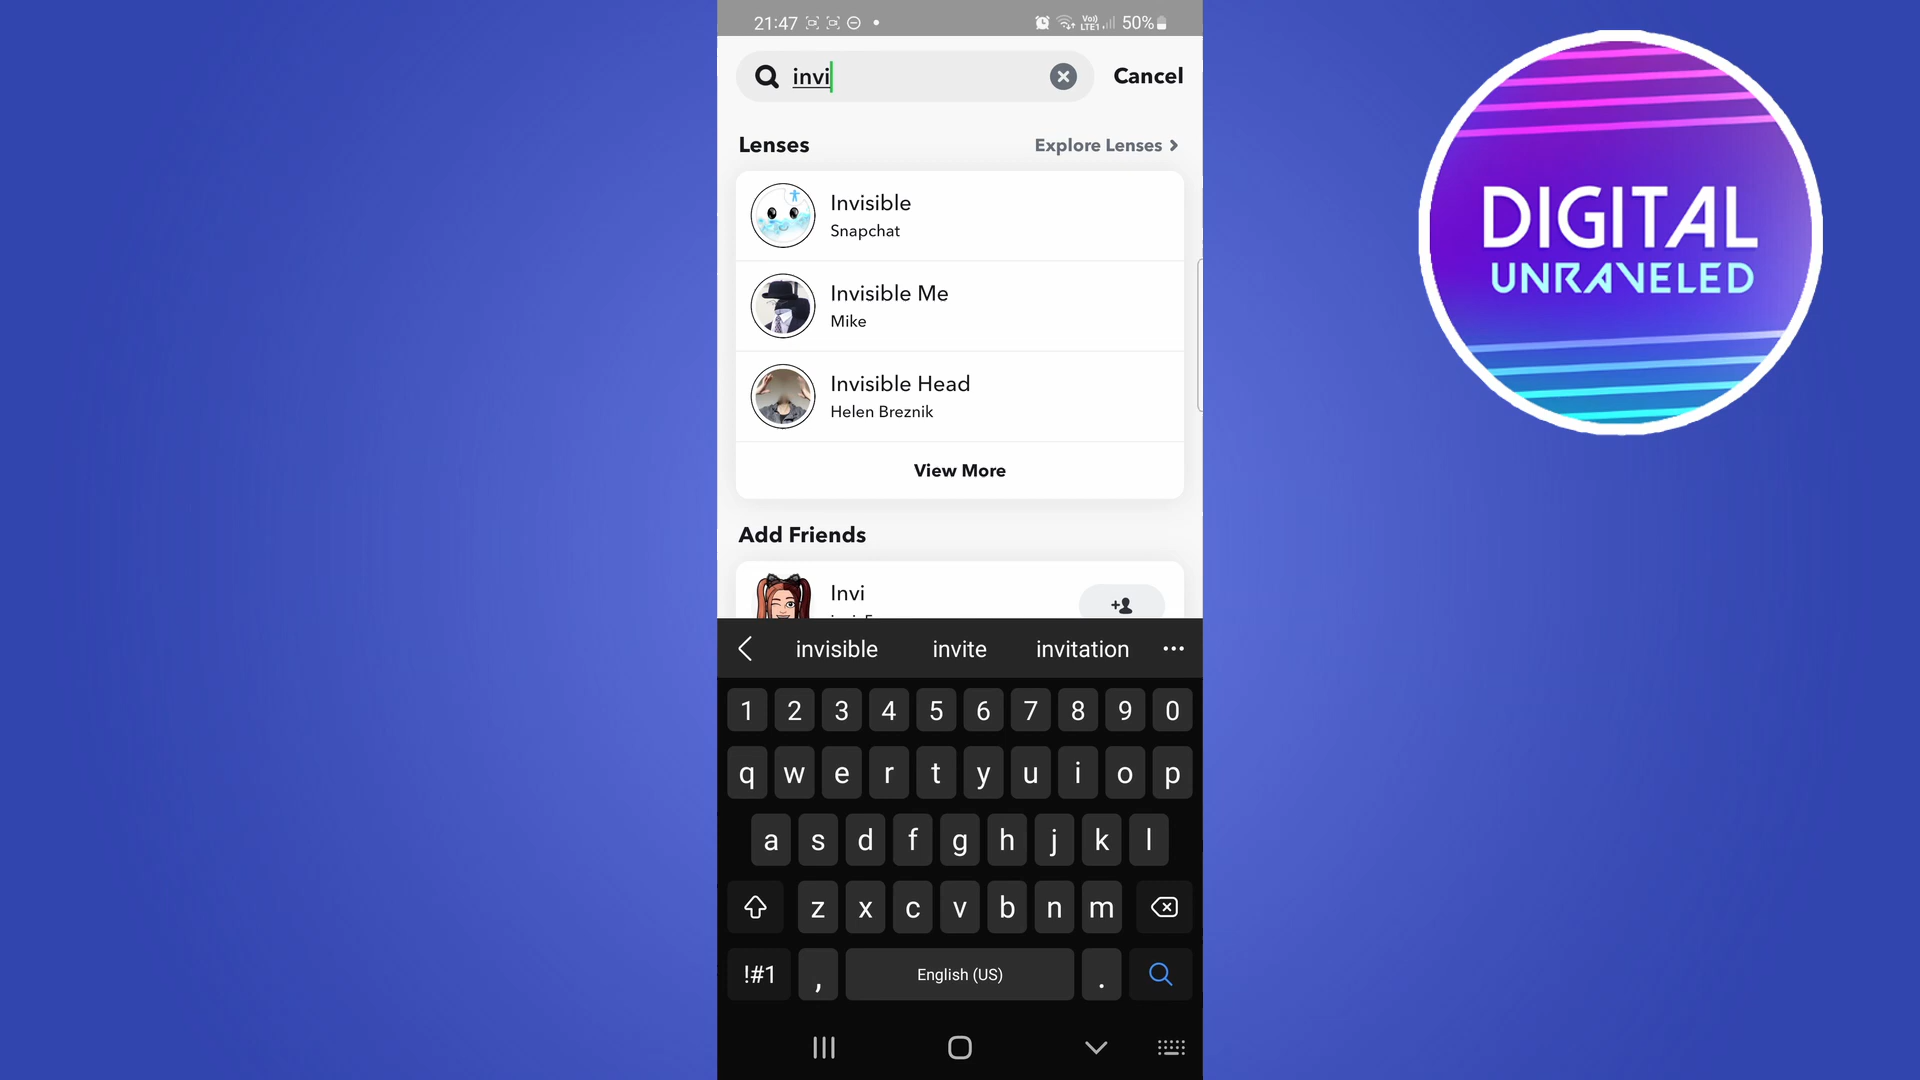 21:47 Vo) LTE1 50%
invi Cancel
Lenses Explore Lenses
Invisible
Snapchat
Invisible Me
Mike
Invisible Head
Helen Breznik
View More
Add Friends
Invi
invisible invite invitation
1 2 3 4 5 6 7 8 9 0
q w e r t y u i o p
a s d f g h j k l
z x c v b n m
!#1 , English (US) .
DIGITAL
UNRAVELED